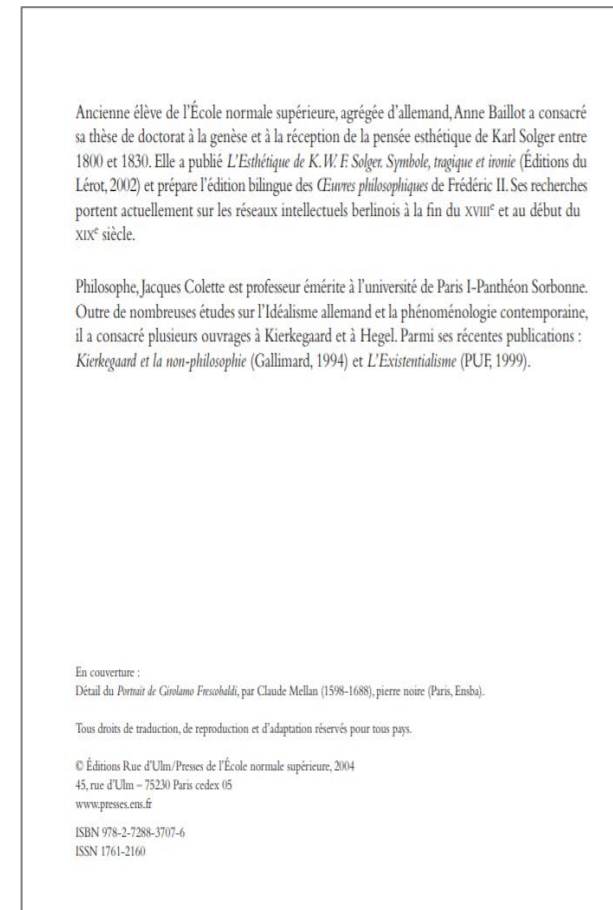 Ancienne élève de l'École normale supérieure, agrégée d'allemand, Anne Baillot a consacré
sa thèse de doctorat à la genèse et à la réception de la pensée esthétique de Karl Solger entre
1800 et 1830. Elle a publié L'Esthétique de K. W. F. Solger. Symbole, tragique et ironie (Éditions du
Lérot, 2002) et prépare l'édition bilingue des Œuvres philosophiques de Frédéric II. Ses recherches
portent actuellement sur les réseaux intellectuels berlinois à la fin du XVIIIe et au début du
XIXe siècle.
Philosophe, Jacques Colette est professeur émérite à l'université de Paris I-Panthéon Sorbonne.
Outre de nombreuses études sur l'Idéalisme allemand et la phénoménologie contemporaine,
il a consacré plusieurs ouvrages à Kierkegaard et à Hegel. Parmi ses récentes publications :
Kierkegaard et la non-philosophie (Gallimard, 1994) et L'Existentialisme (PUF, 1999).
En couverture :
Détail du Portrait de Girolamo Frescobaldi, par Claude Mellan (1598-1688), pierre noire (Paris, Ensba).
Tous droits de traduction, de reproduction et d'adaptation réservés pour tous pays.
© Éditions Rue d'Ulm/Presses de l'École normale supérieure, 2004
45, rue d'Ulm – 75230 Paris cedex 05
www.presses.ens.fr
ISBN 978-2-7288-3707-6
ISSN 1761-2160